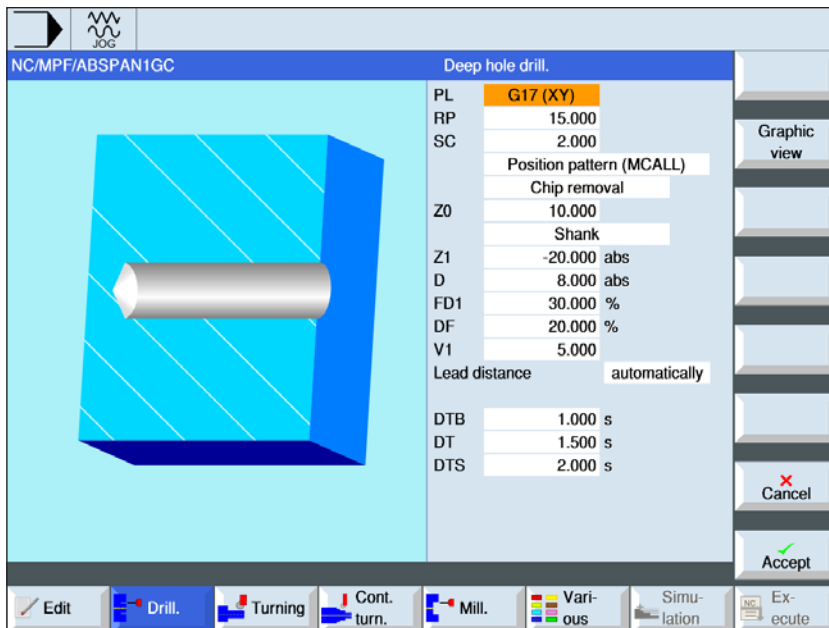 JOG
NC/MPF/ABSPAN1GC
Deep hole drill.
PL G17 (XY)
RP 15.000
SC 2.000
Position pattern (MCALL)
Chip removal
Z0 10.000
Shank
Z1 -20.000 abs
D 8.000 abs
FD1 30.000 %
DF 20.000 %
V1 5.000
Lead distance automatically
DTB 1.000 s
DT 1.500 s
DTS 2.000 s
Graphic
view
Cancel
Accept
Edit
Drill.
Turning
Cont.
turn.
Mill.
Vari-
ous
Simu-
lation
NC
Ex-
ecute